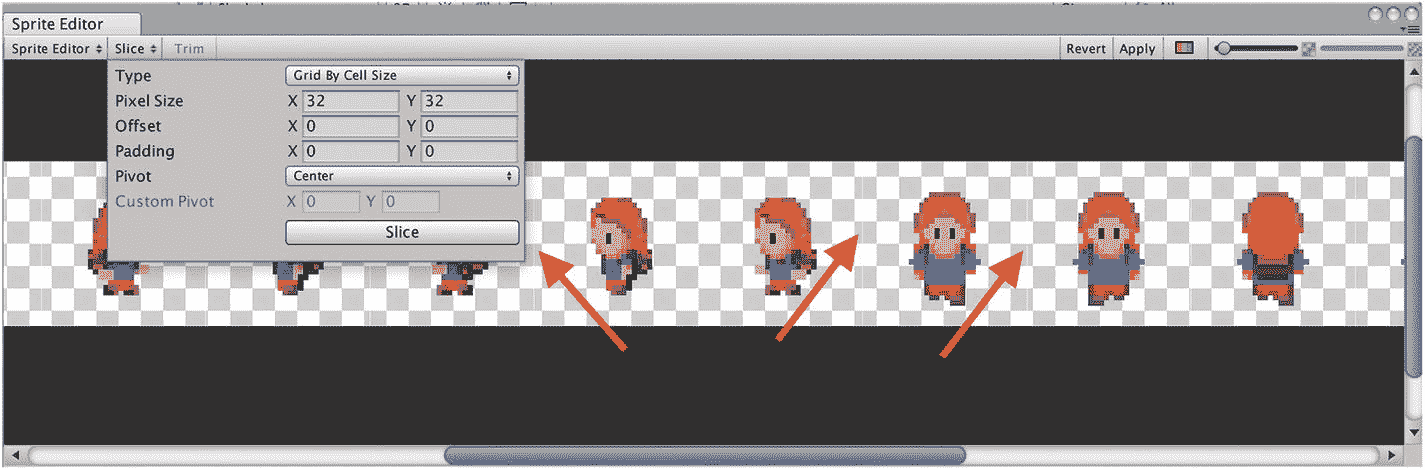 Sprite Editor
Sprite Editor Slice Trim Revert Apply
Type Grid By Cell Size
Pixel Size X 32 Y 32
Offset X 0 Y 0
Padding X 0 Y 0
Pivot Center
Custom Pivot X 0 Y 0
Slice